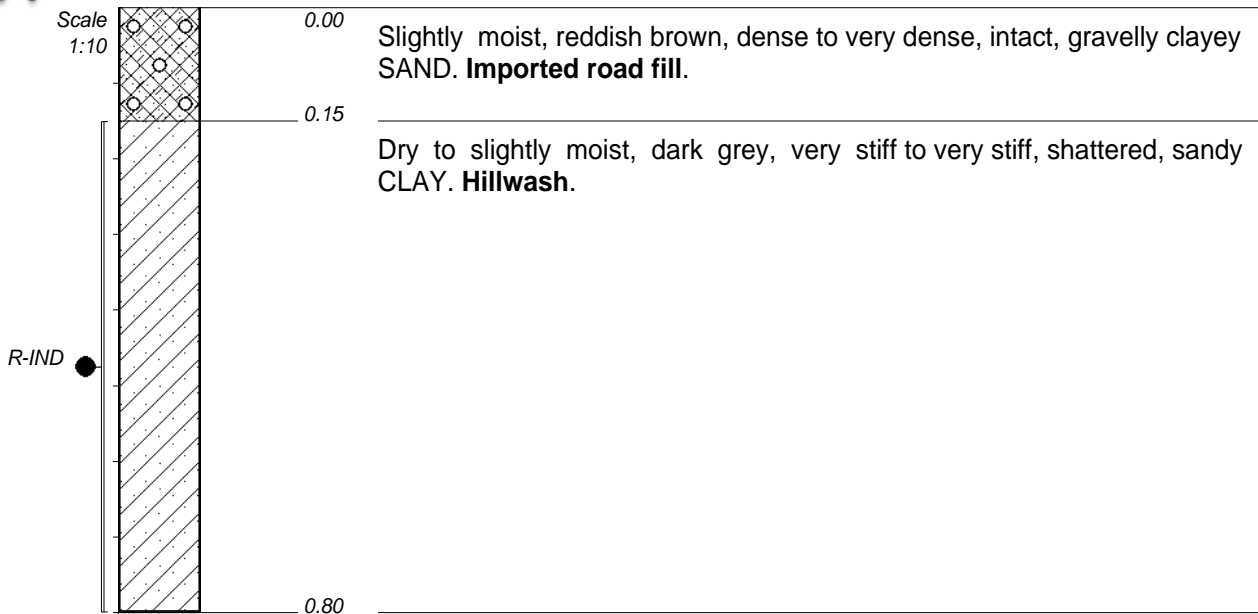 Scale
1:10
0.00
Slightly moist, reddish brown, dense to very dense, intact, gravelly clayey
SAND. Imported road fill.
0.15
Dry to slightly moist, dark grey, very stiff to very stiff, shattered, sandy
CLAY. Hillwash.
R-IND
0.80